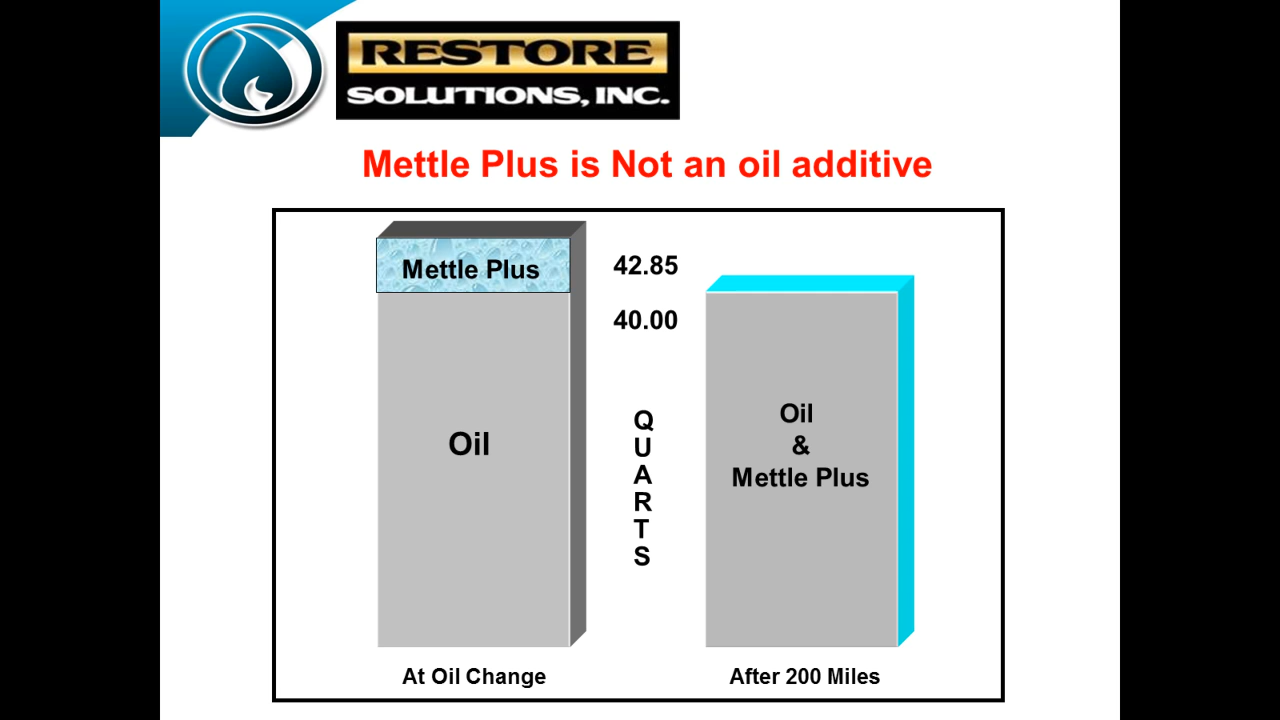 RESTORE
SOLUTIONS, INC.
Mettle Plus is Not an oil additive
Mettle Plus
42.85
40.00
Oil
Q
U
A
R
T
S
Oil
&
Mettle Plus
At Oil Change
After 200 Miles